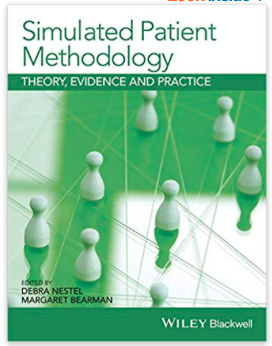 Simulated Patient
Methodology
THEORY, EVIDENCE AND PRACTICE
EDITED BY
DEBRA NESTEL
MARGARET BEARMAN
WILEY Blackwell